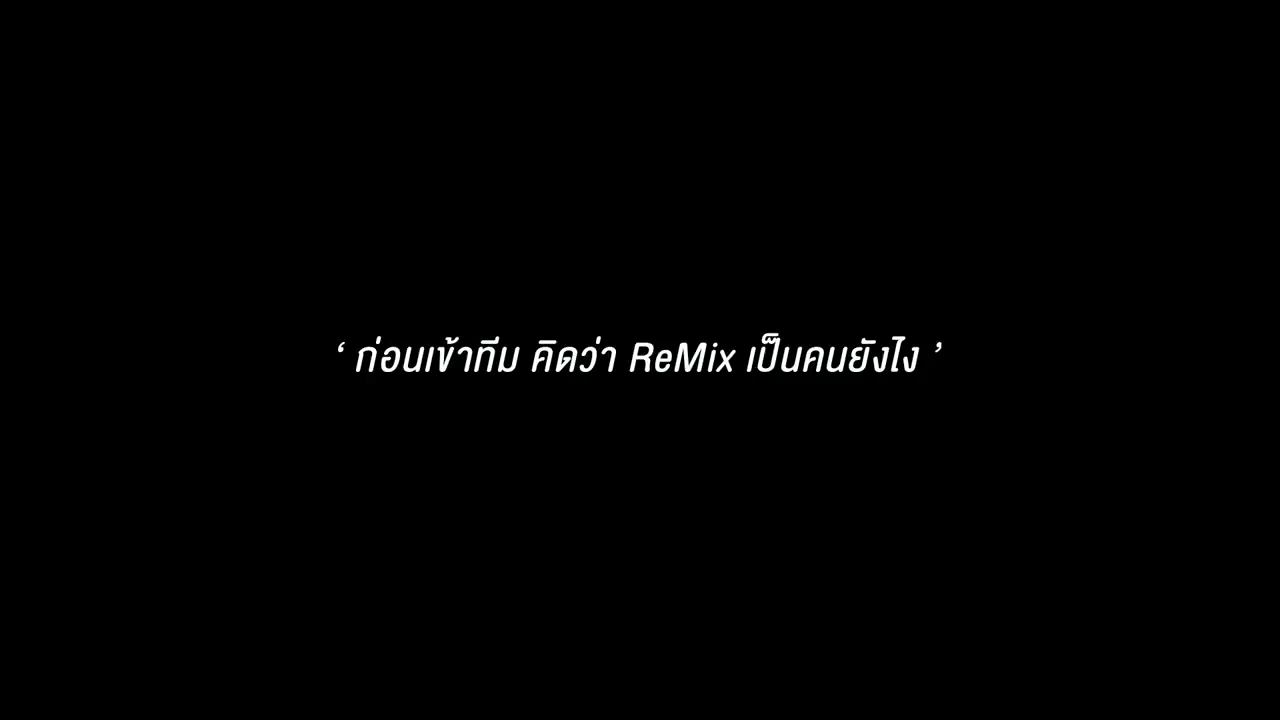 ‘ ก่อนเข้าทีม คิดว่า ReMix เป็นคนยังไง ’